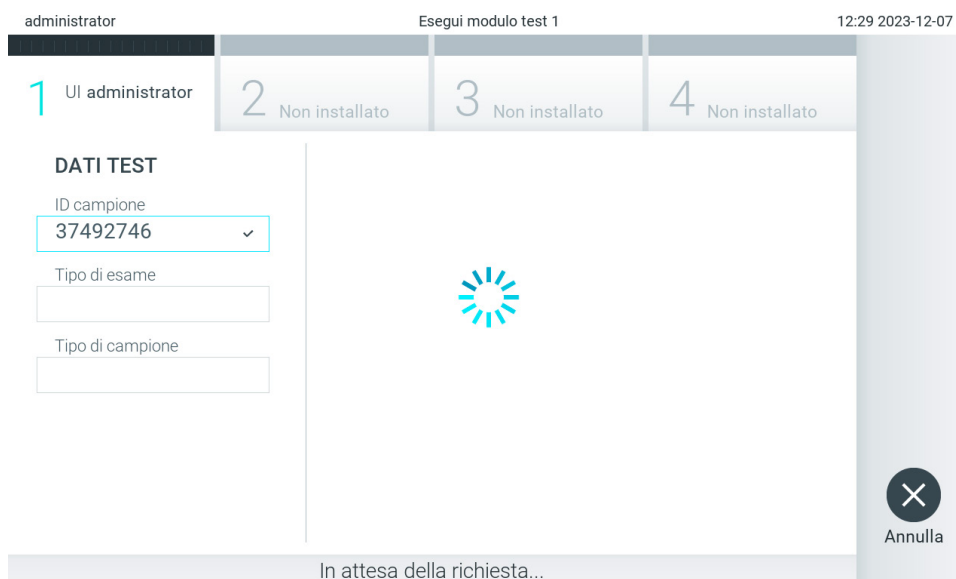 administrator Esegui modulo test 1 12:29 2023-12-07
1 UI administrator 2 Non installato 3 Non installato 4 Non installato
DATI TEST
ID campione
37492746
Tipo di esame
Tipo di campione
Annulla
In attesa della richiesta...